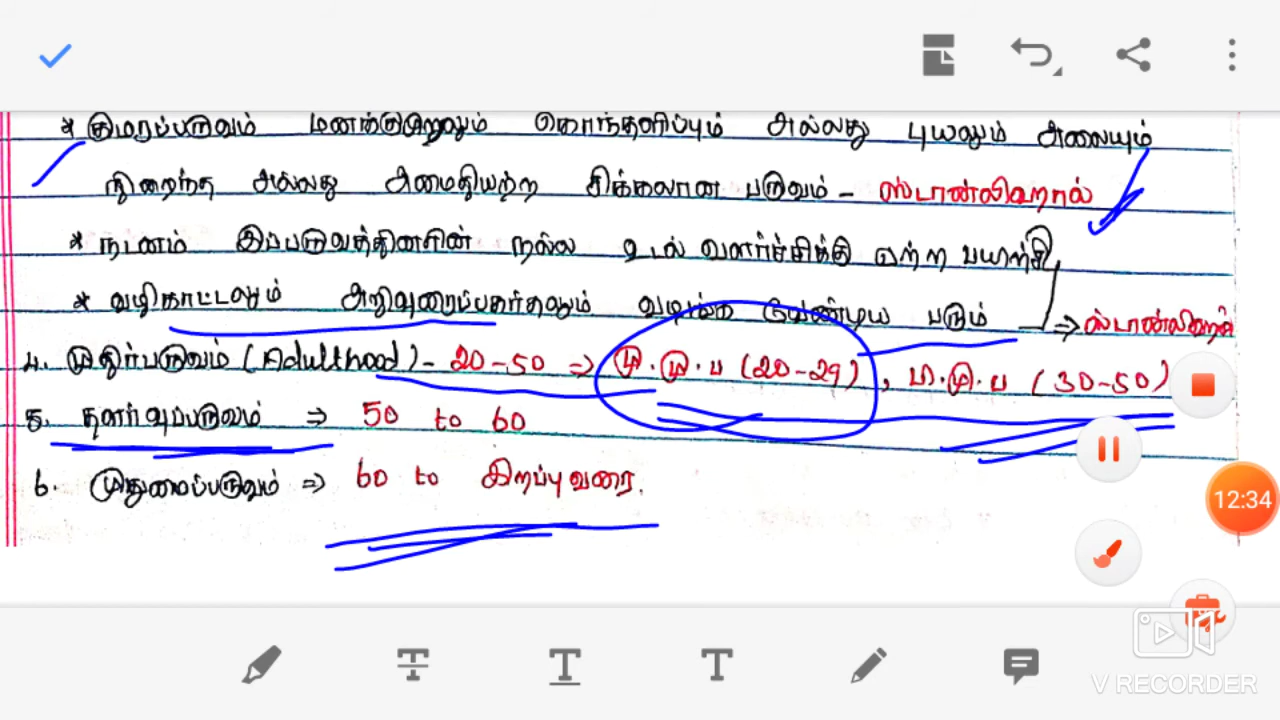 * குமரப்பருவம் மனக்குமுறலும் கொந்தளிப்பும் அல்லது புயலும் அலையும்
நிறைந்த அல்லது அமைதியற்ற சிக்கலான பருவம் - ஸ்டான்லிஹால்
* நடனம் இப்பருவத்தினரின் நல்ல உடல் வளர்ச்சிக்கு ஏற்ற பயிற்சி
* வழிகாட்டலும் அறிவுரைப்பகர்தலும் வழங்க வேண்டிய பரும் => ஸ்டான்லிஹால்
4. முதிர்பருவம் (Adulthood) - 20-50 => மு.மு.ப (20-29), பி.மு.ப (30-50)
5. தளர்வுப்பருவம் => 50 to 60
6. முதுமைப்பருவம் => 60 to இறப்பு வரை.
12:34
V RECORDER